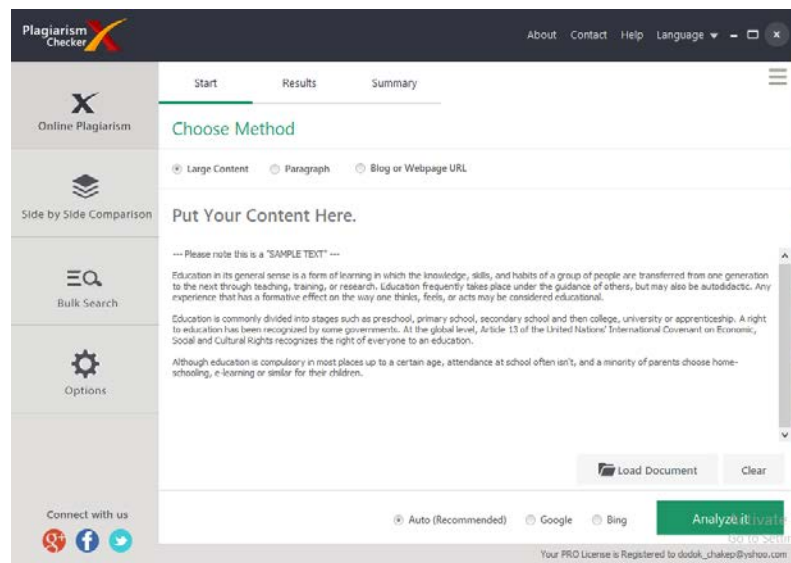 Plagiarism
Checker
About Contact Help Language
Start Results Summary
Online Plagiarism
Choose Method
Large Content Paragraph Blog or Webpage URL
Side by Side Comparison
Put Your Content Here.
--- Please note this is a "SAMPLE TEXT" ---
Education in its general sense is a form of learning in which the knowledge, skills, and habits of a group of people are transferred from one generation
to the next through teaching, training, or research. Education frequently takes place under the guidance of others, but may also be autodidactic. Any
experience that has a formative effect on the way one thinks, feels, or acts may be considered educational.
Bulk Search
Education is commonly divided into stages such as preschool, primary school, secondary school and then college, university or apprenticeship. A right
to education has been recognized by some governments. At the global level, Article 13 of the United Nations' International Covenant on Economic,
Social and Cultural Rights recognizes the right of everyone to an education.
Although education is compulsory in most places up to a certain age, attendance at school often isn't, and a minority of parents choose home-
schooling, e-learning or similar for their children.
Options
Load Document Clear
Connect with us
Auto (Recommended) Google Bing Analyze it
Your PRO License is Registered to dodok_chakep@yahoo.com